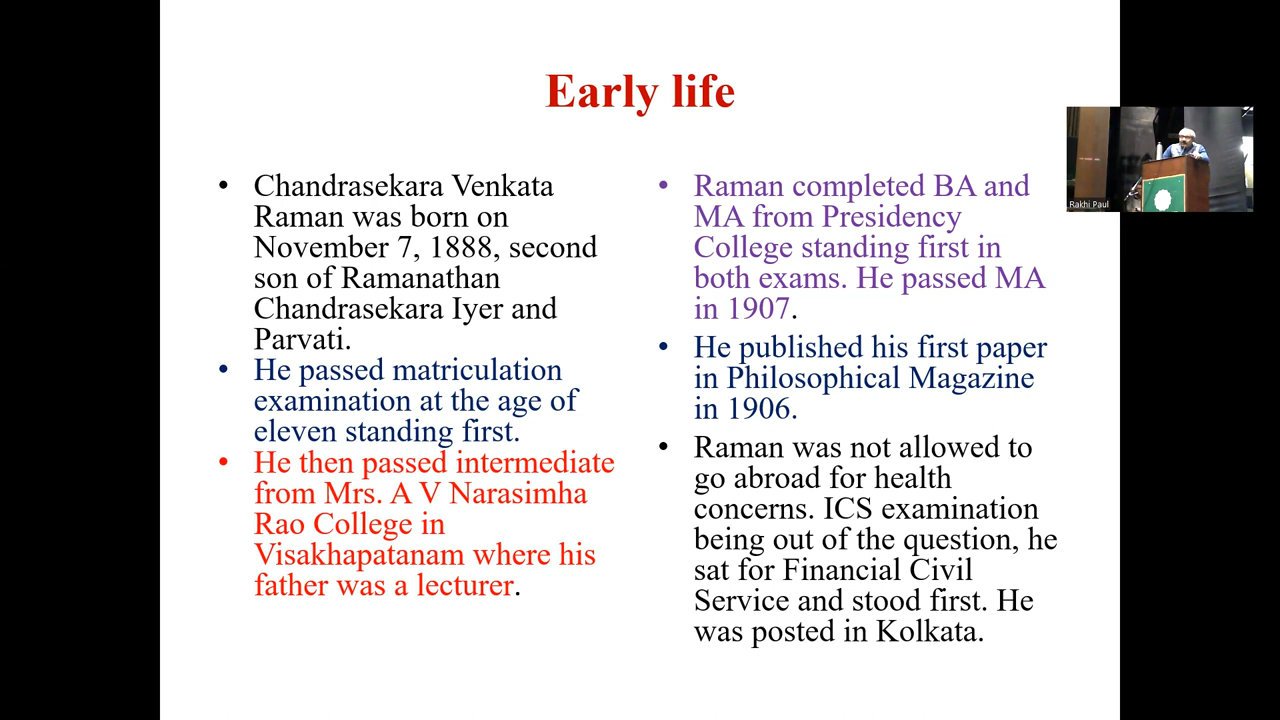 Early life
• Chandrasekara Venkata
Raman was born on
November 7, 1888, second
son of Ramanathan
Chandrasekara Iyer and
Parvati.
• He passed matriculation
examination at the age of
eleven standing first.
• He then passed intermediate
from Mrs. A V Narasimha
Rao College in
Visakhapatanam where his
father was a lecturer.
• Raman completed BA and
MA from Presidency
College standing first in
both exams. He passed MA
in 1907.
• He published his first paper
in Philosophical Magazine
in 1906.
• Raman was not allowed to
go abroad for health
concerns. ICS examination
being out of the question, he
sat for Financial Civil
Service and stood first. He
was posted in Kolkata.
Rakhi Paul